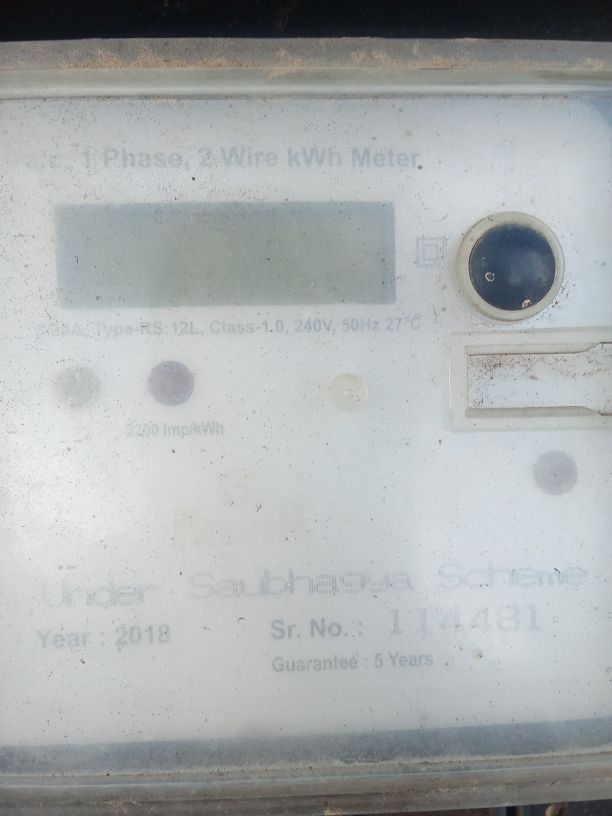 a.c. 1 Phase, 2 Wire kWh Meter
Type-RS 12L, Class-1.0, 240V, 50Hz 27°C
3200 Imp/kWh
Under Saubhagya Scheme
Year : 2018
Sr. No. :
Guarantee : 5 Years